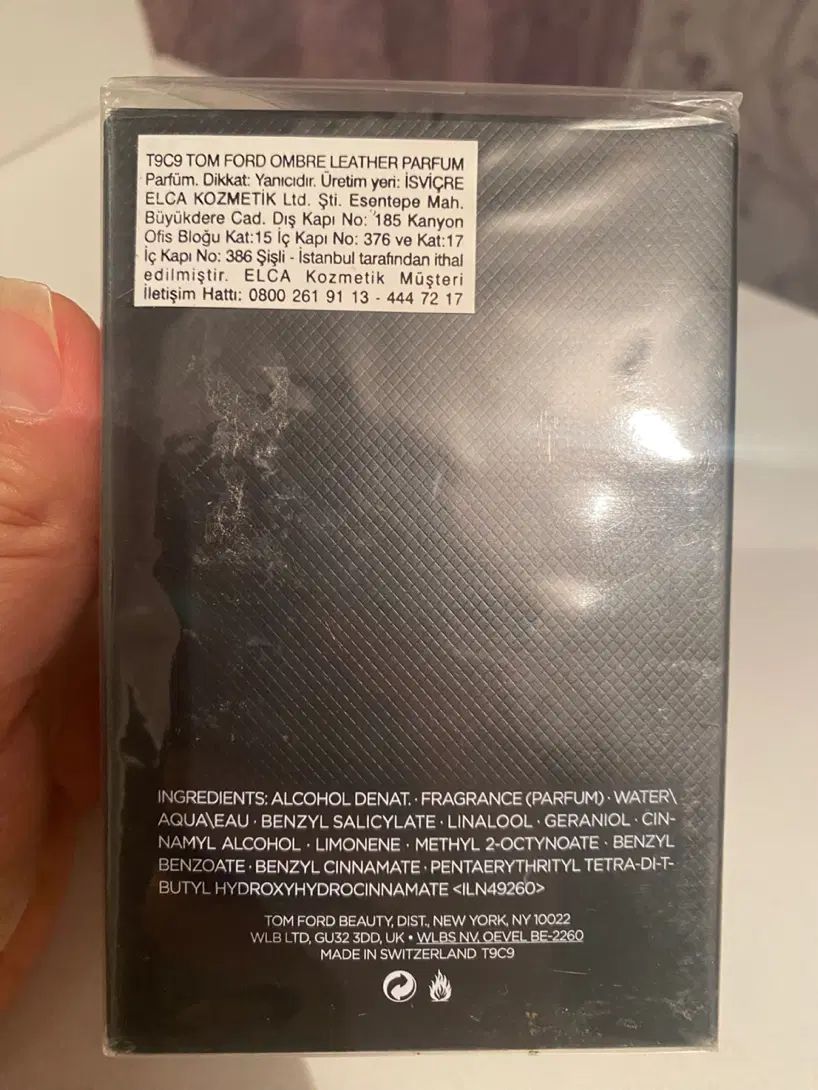 T9C9 TOM FORD OMBRE LEATHER PARFUM
Parfüm. Dikkat: Yanıcıdır. Üretim yeri: İSVİÇRE
ELCA KOZMETİK Ltd. Şti. Esentepe Mah.
Büyükdere Cad. Dış Kapı No: 185 Kanyon
Ofis Bloğu Kat:15 İç Kapı No: 376 ve Kat:17
İç Kapı No: 386 Şişli - İstanbul tarafından ithal
edilmiştir. ELCA Kozmetik Müşteri
İletişim Hattı: 0800 261 91 13 - 444 72 17
INGREDIENTS: ALCOHOL DENAT. · FRAGRANCE (PARFUM) · WATER\
AQUA\EAU · BENZYL SALICYLATE · LINALOOL · GERANIOL · CIN-
NAMYL ALCOHOL · LIMONENE · METHYL 2-OCTYNOATE · BENZYL
BENZOATE · BENZYL CINNAMATE · PENTAERYTHRITYL TETRA-DI-T-
BUTYL HYDROXYHYDROCINNAMATE <ILN49260>
TOM FORD BEAUTY, DIST., NEW YORK, NY 10022
WLB LTD, GU32 3DD, UK • WLBS NV, OEVEL BE-2260
MADE IN SWITZERLAND T9C9